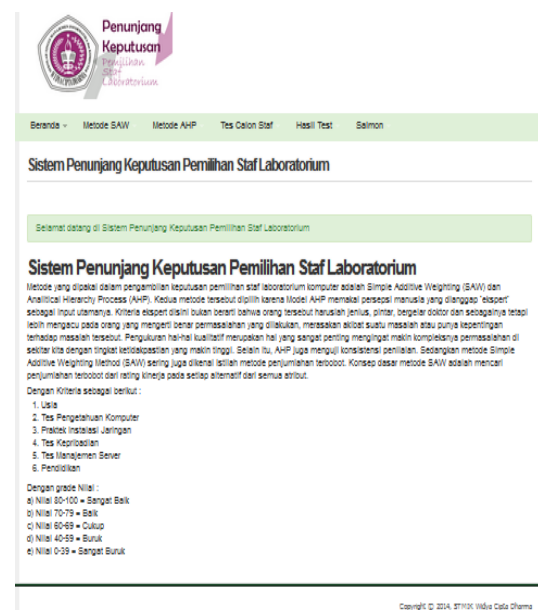 Penunjang
Keputusan
Pemilihan
Staf
Laboratorium
Beranda Metode SAW Metode AHP Tes Calon Staf Hasil Test Salmon
Sistem Penunjang Keputusan Pemilihan Staf Laboratorium
Selamat datang di Sistem Penunjang Keputusan Pemilihan Staf Laboratorium
Sistem Penunjang Keputusan Pemilihan Staf Laboratorium
Metode yang dipakai dalam pengambilan keputusan pemilihan staf laboratorium komputer adalah Simple Additive Weighting (SAW) dan
Analitical Hierarchy Process (AHP). Kedua metode tersebut dipilih karena Model AHP memakai persepsi manusia yang dianggap 'ekspert'
sebagai input utamanya. Kriteria ekspert disini bukan berarti bahwa orang tersebut haruslah jenius, pintar, bergelar doktor dan sebagainya tetapi
lebih mengacu pada orang yang mengerti benar permasalahan yang dilakukan, merasakan akibat suatu masalah atau punya kepentingan
terhadap masalah tersebut. Pengukuran hal-hal kualitatif merupakan hal yang sangat penting mengingat makin kompleksnya permasalahan di
sekitar kita dengan tingkat ketidakpastian yang makin tinggi. Selain itu, AHP juga menguji konsistensi penilaian. Sedangkan metode Simple
Additive Weighting Method (SAW) sering juga dikenal istilah metode penjumlahan terbobot. Konsep dasar metode SAW adalah mencari
penjumlahan terbobot dari rating kinerja pada setiap alternatif dari semua atribut.
Dengan Kriteria sebagai berikut :
1. Usia
2. Tes Pengetahuan Komputer
3. Praktek Instalasi Jaringan
4. Tes Kepribadian
5. Tes Manajemen Server
6. Pendidikan
Dengan grade Nilai :
a) Nilai 80-100 = Sangat Baik
b) Nilai 70-79 = Baik
c) Nilai 60-69 = Cukup
d) Nilai 40-59 = Buruk
e) Nilai 0-39 = Sangat Buruk
Copyright © 2014, STMIK Widya Cipta Dharma